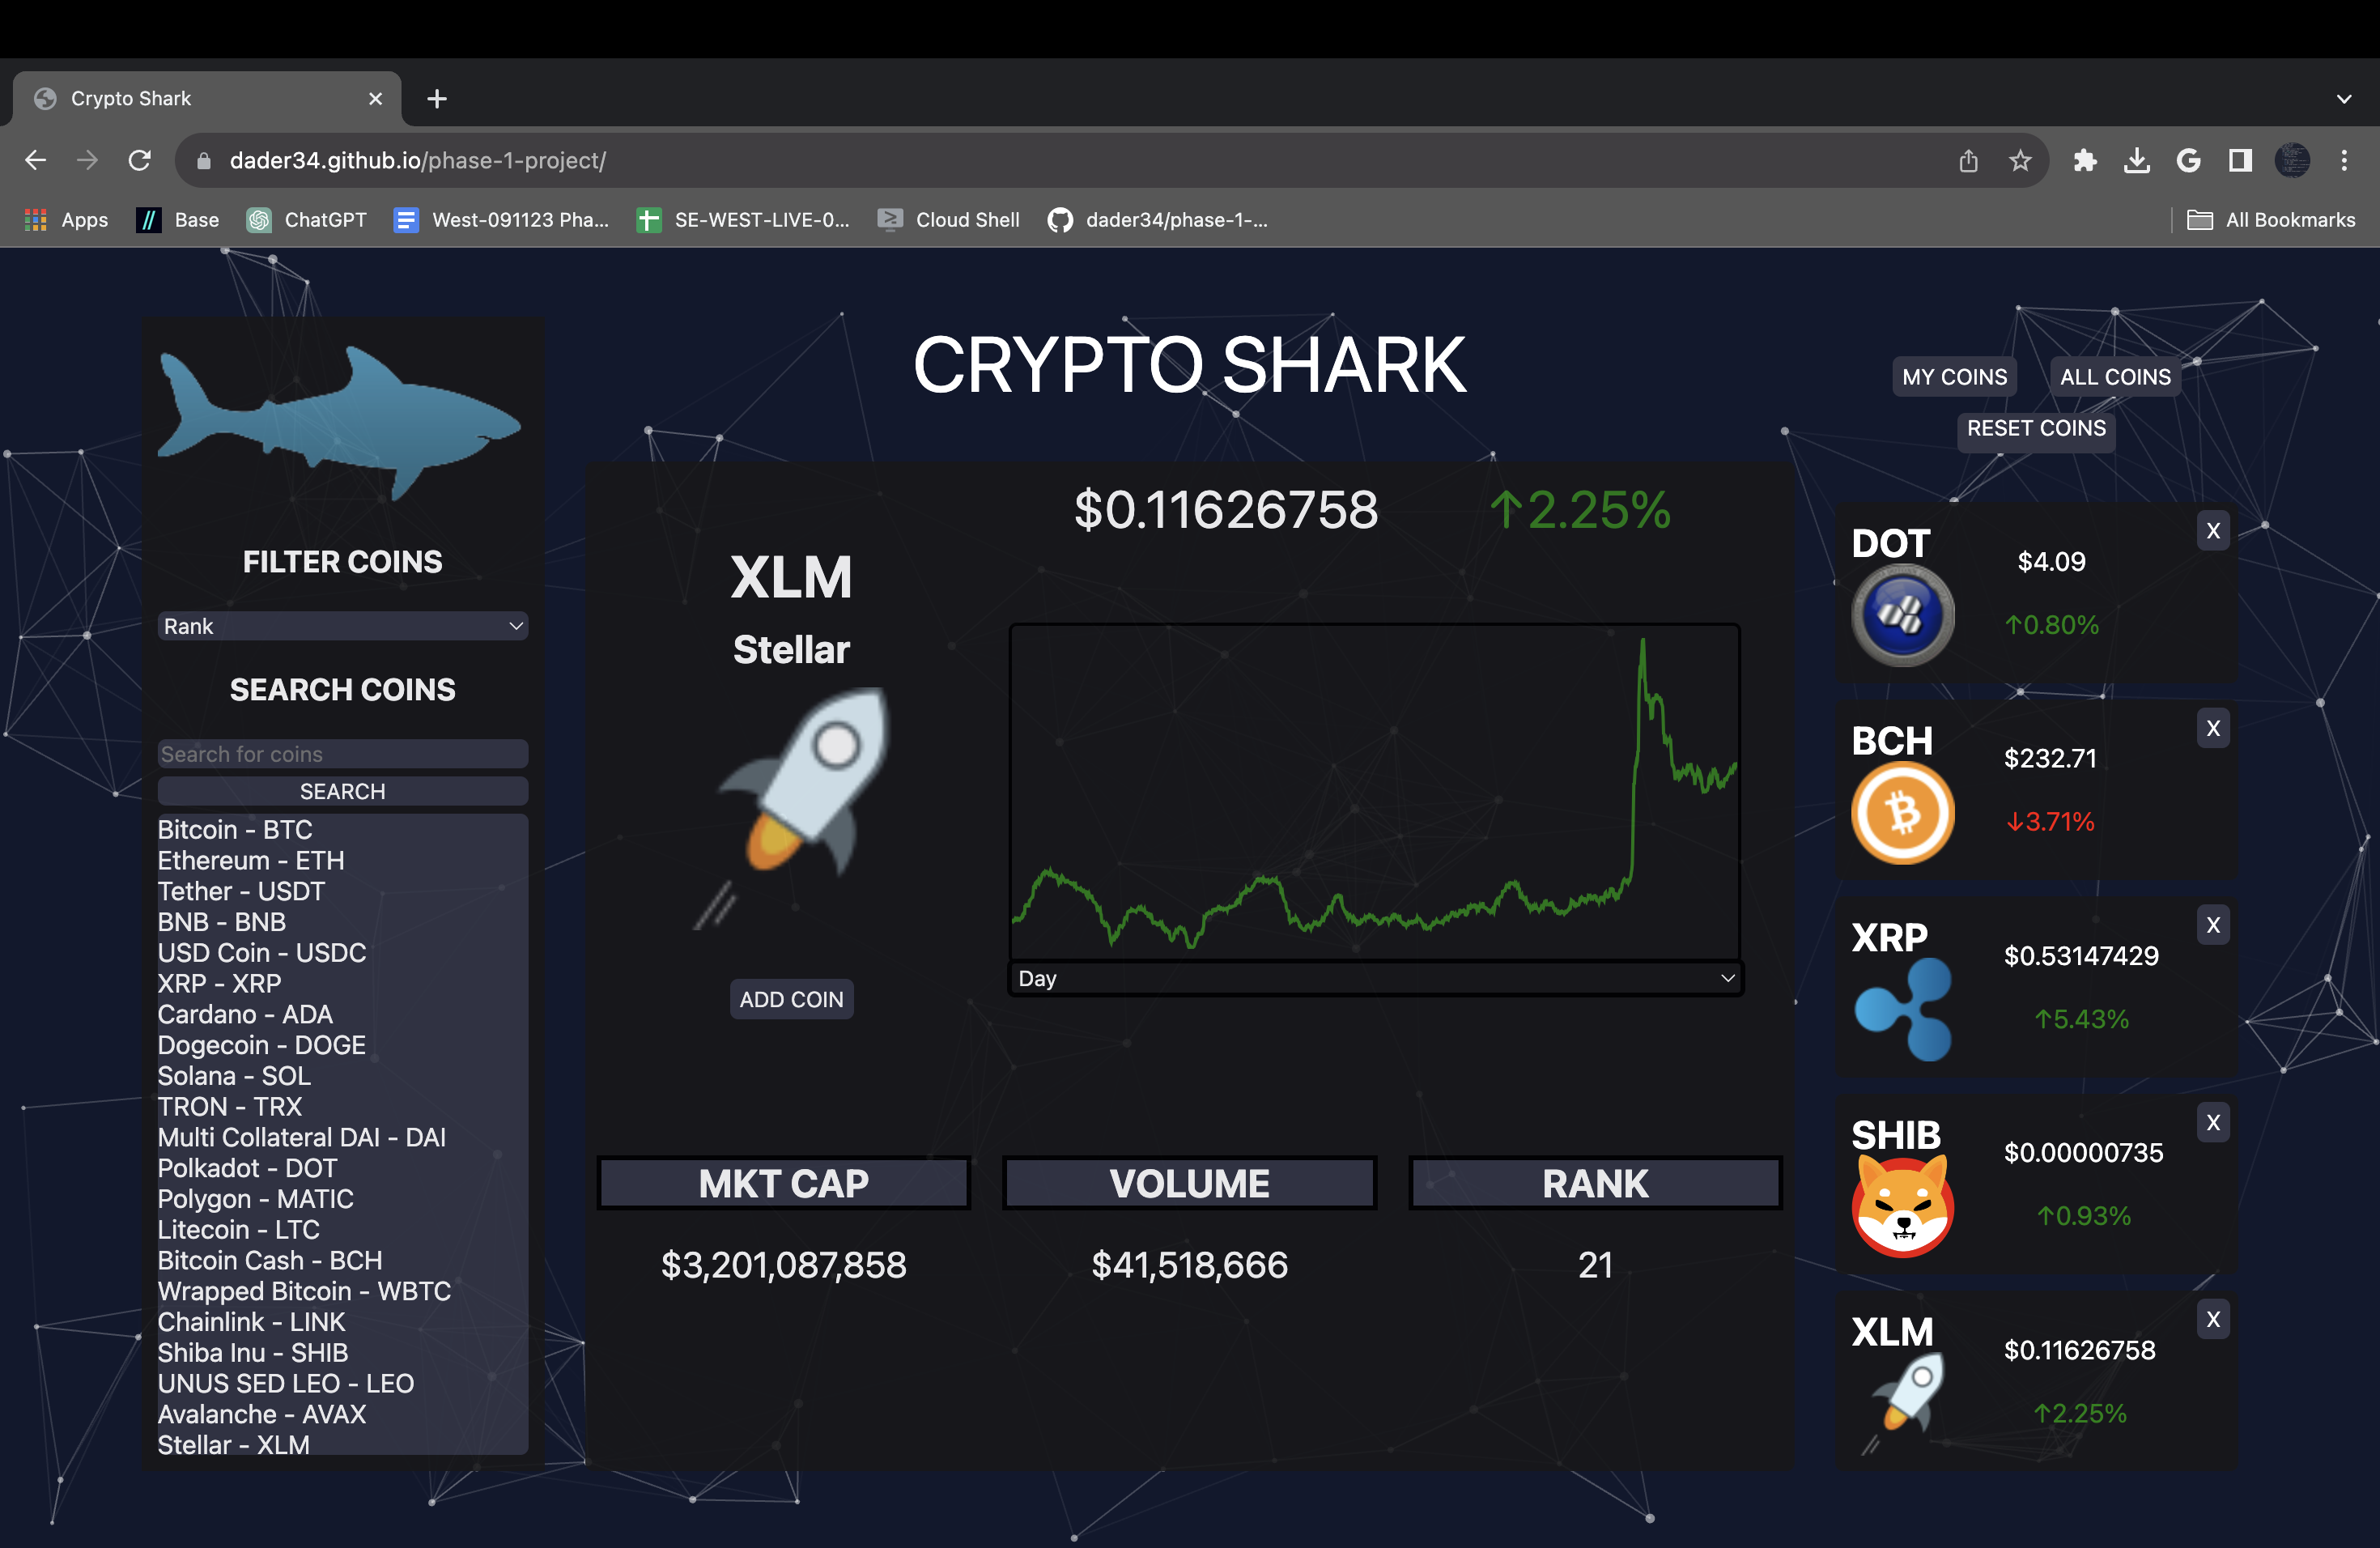 Crypto Shark
dader34.github.io/phase-1-project/
Apps
Base
ChatGPT
West-091123 Pha...
SE-WEST-LIVE-0...
Cloud Shell
dader34/phase-1-...
All Bookmarks
FILTER COINS
Rank
SEARCH COINS
Search for coins
SEARCH
Bitcoin - BTC
Ethereum - ETH
Tether - USDT
BNB - BNB
USD Coin - USDC
XRP - XRP
Cardano - ADA
Dogecoin - DOGE
Solana - SOL
TRON - TRX
Multi Collateral DAI - DAI
Polkadot - DOT
Polygon - MATIC
Litecoin - LTC
Bitcoin Cash - BCH
Wrapped Bitcoin - WBTC
Chainlink - LINK
Shiba Inu - SHIB
UNUS SED LEO - LEO
Avalanche - AVAX
Stellar - XLM
CRYPTO SHARK
$0.11626758 ↑2.25%
XLM
Stellar
ADD COIN
Day
MKT CAP
$3,201,087,858
VOLUME
$41,518,666
RANK
21
MY COINS
ALL COINS
RESET COINS
DOT
X
$4.09
↑0.80%
BCH
X
$232.71
↓3.71%
XRP
X
$0.53147429
↑5.43%
SHIB
X
$0.00000735
↑0.93%
XLM
X
$0.11626758
↑2.25%